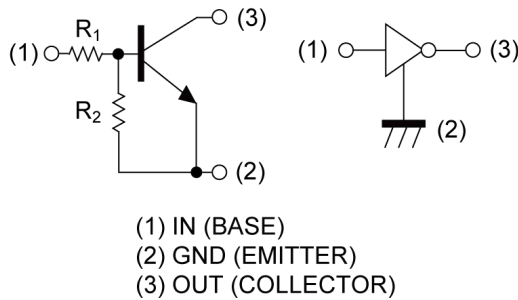 R1
(1)
(3)
R2
(2)
(1)
(3)
(2)
(1) IN (BASE)
(2) GND (EMITTER)
(3) OUT (COLLECTOR)